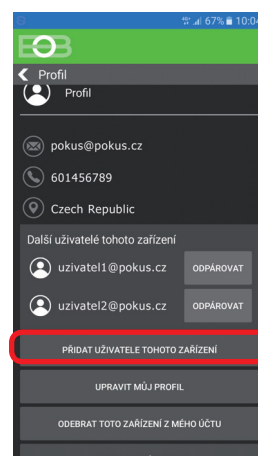 67% 10:04
EOB
Profil
Profil
pokus@pokus.cz
601456789
Czech Republic
Další uživatelé tohoto zařízení
uzivatel1@pokus.cz ODPÁROVAT
uzivatel2@pokus.cz ODPÁROVAT
PŘIDAT UŽIVATELE TOHOTO ZAŘÍZENÍ
UPRAVIT MŮJ PROFIL
ODEBRAT TOTO ZAŘÍZENÍ Z MÉHO ÚČTU